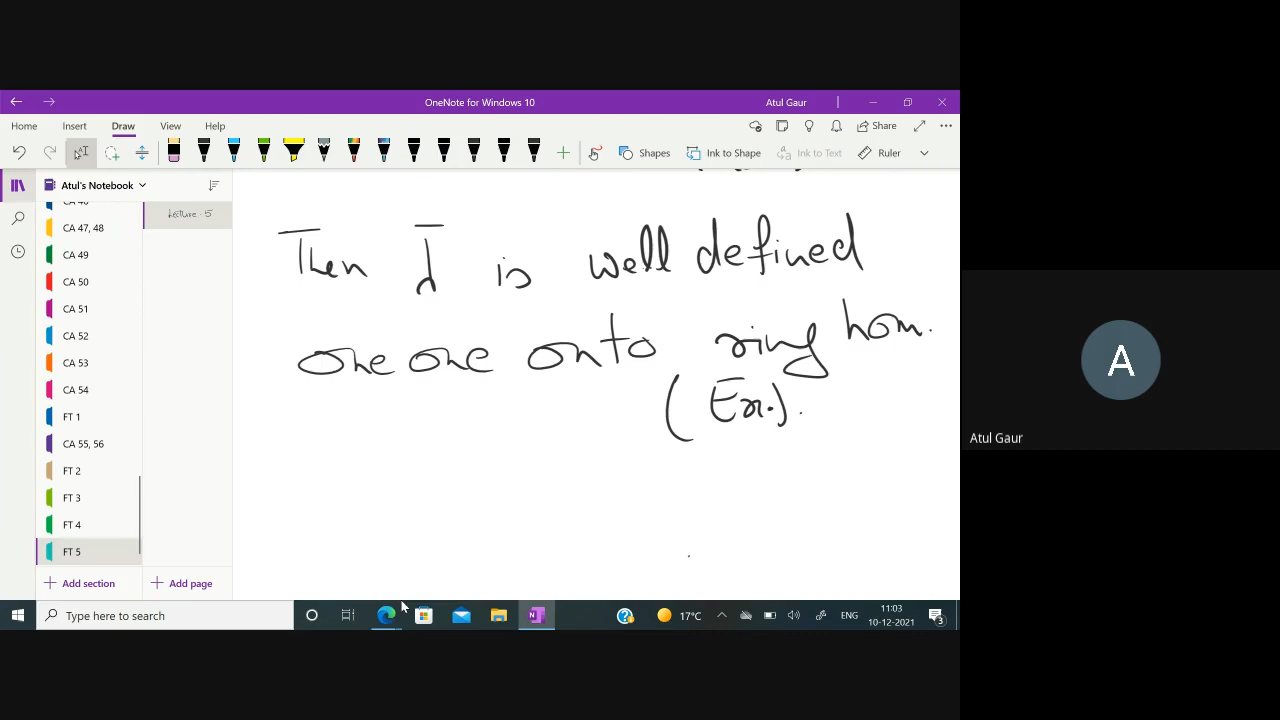 OneNote for Windows 10
Atul Gaur
Home
Insert
Draw
View
Help
Share
Shapes
Ink to Shape
Ink to Text
Ruler
Atul's Notebook
Lecture - 5
CA 47, 48
CA 49
CA 50
CA 51
CA 52
CA 53
CA 54
FT 1
CA 55, 56
FT 2
FT 3
FT 4
FT 5
Add section
Add page
Then λ̄ is well defined
one one onto ring hom.
(Ex.).
A
Atul Gaur
Type here to search
17°C
ENG
11:03
10-12-2021
3